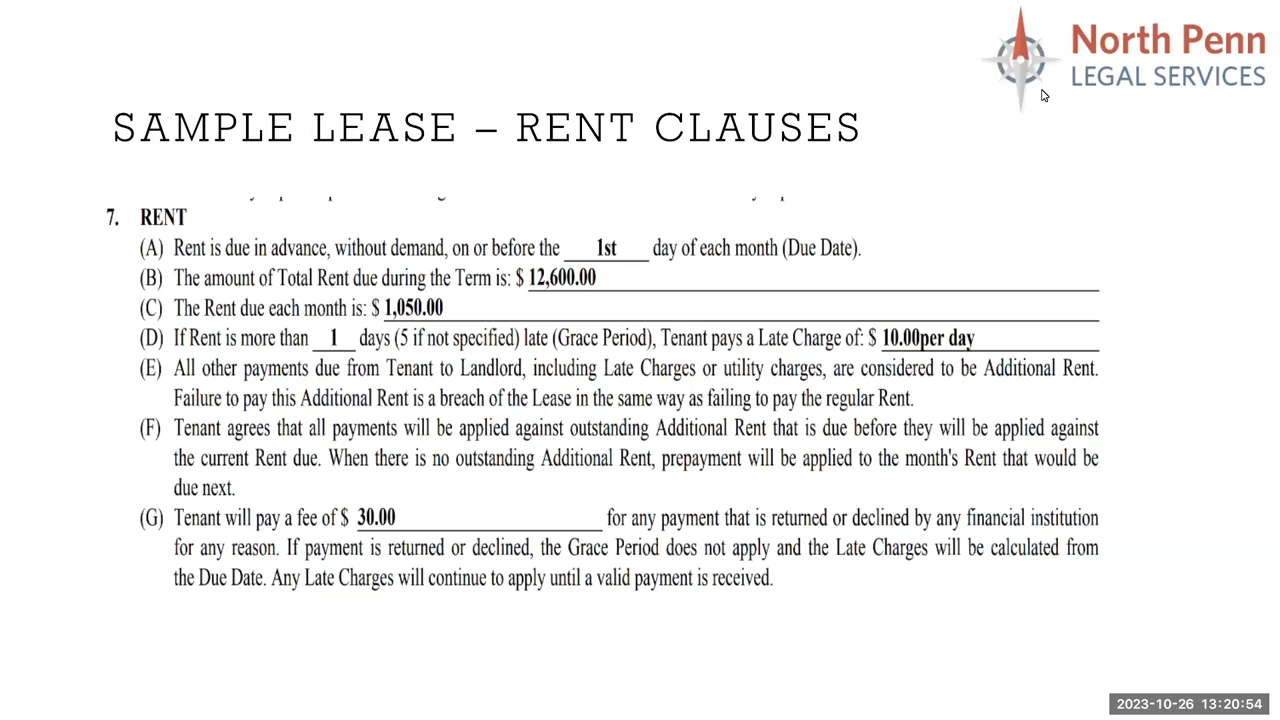 North Penn
LEGAL SERVICES
SAMPLE LEASE – RENT CLAUSES
7. RENT
(A) Rent is due in advance, without demand, on or before the 1st day of each month (Due Date).
(B) The amount of Total Rent due during the Term is: $ 12,600.00
(C) The Rent due each month is: $ 1,050.00
(D) If Rent is more than 1 days (5 if not specified) late (Grace Period), Tenant pays a Late Charge of: $ 10.00per day
(E) All other payments due from Tenant to Landlord, including Late Charges or utility charges, are considered to be Additional Rent.
Failure to pay this Additional Rent is a breach of the Lease in the same way as failing to pay the regular Rent.
(F) Tenant agrees that all payments will be applied against outstanding Additional Rent that is due before they will be applied against
the current Rent due. When there is no outstanding Additional Rent, prepayment will be applied to the month's Rent that would be
due next.
(G) Tenant will pay a fee of $ 30.00 for any payment that is returned or declined by any financial institution
for any reason. If payment is returned or declined, the Grace Period does not apply and the Late Charges will be calculated from
the Due Date. Any Late Charges will continue to apply until a valid payment is received.
2023-10-26 13:20:54